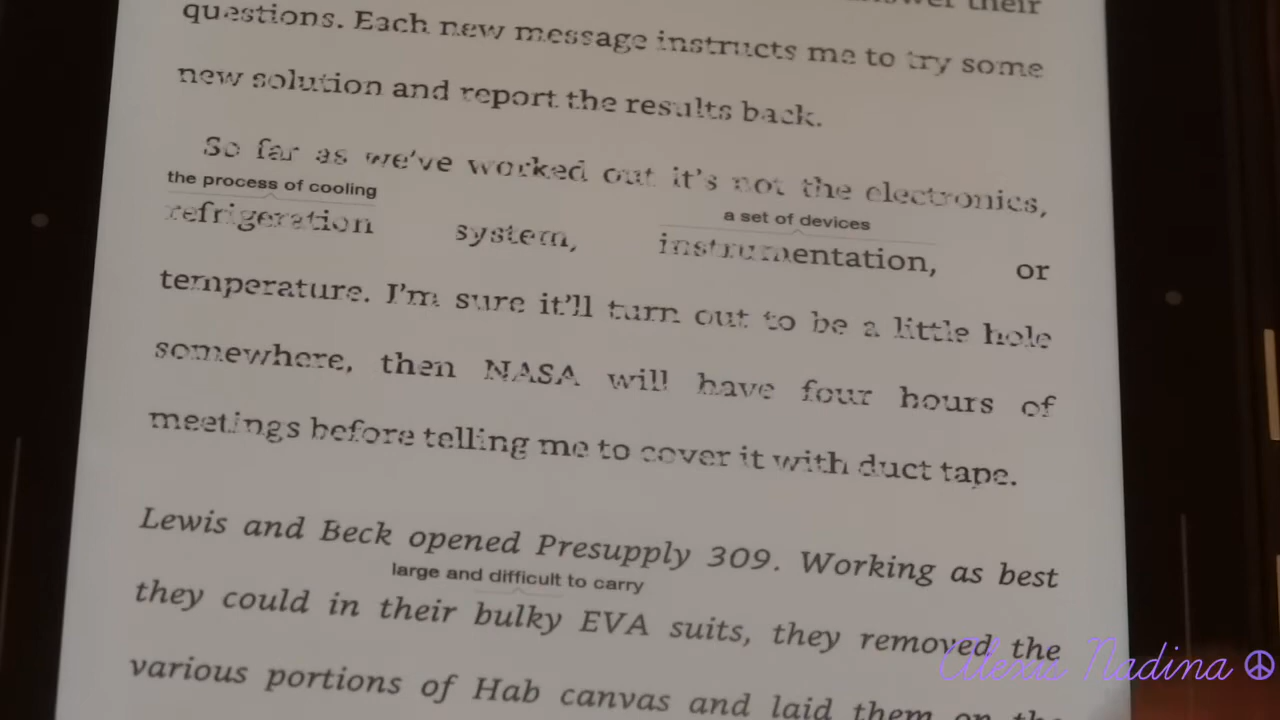 their
questions. Each new message instructs me to try some
new solution and report the results back.
So far as we've worked out it's not the electronics,
the process of cooling
a set of devices
refrigeration system, instrumentation, or
temperature. I'm sure it'll turn out to be a little hole
somewhere, then NASA will have four hours of
meetings before telling me to cover it with duct tape.
Lewis and Beck opened Presupply 309. Working as best
large and difficult to carry
they could in their bulky EVA suits, they removed the
various portions of Hab canvas and laid them on the
Alexis Nadina